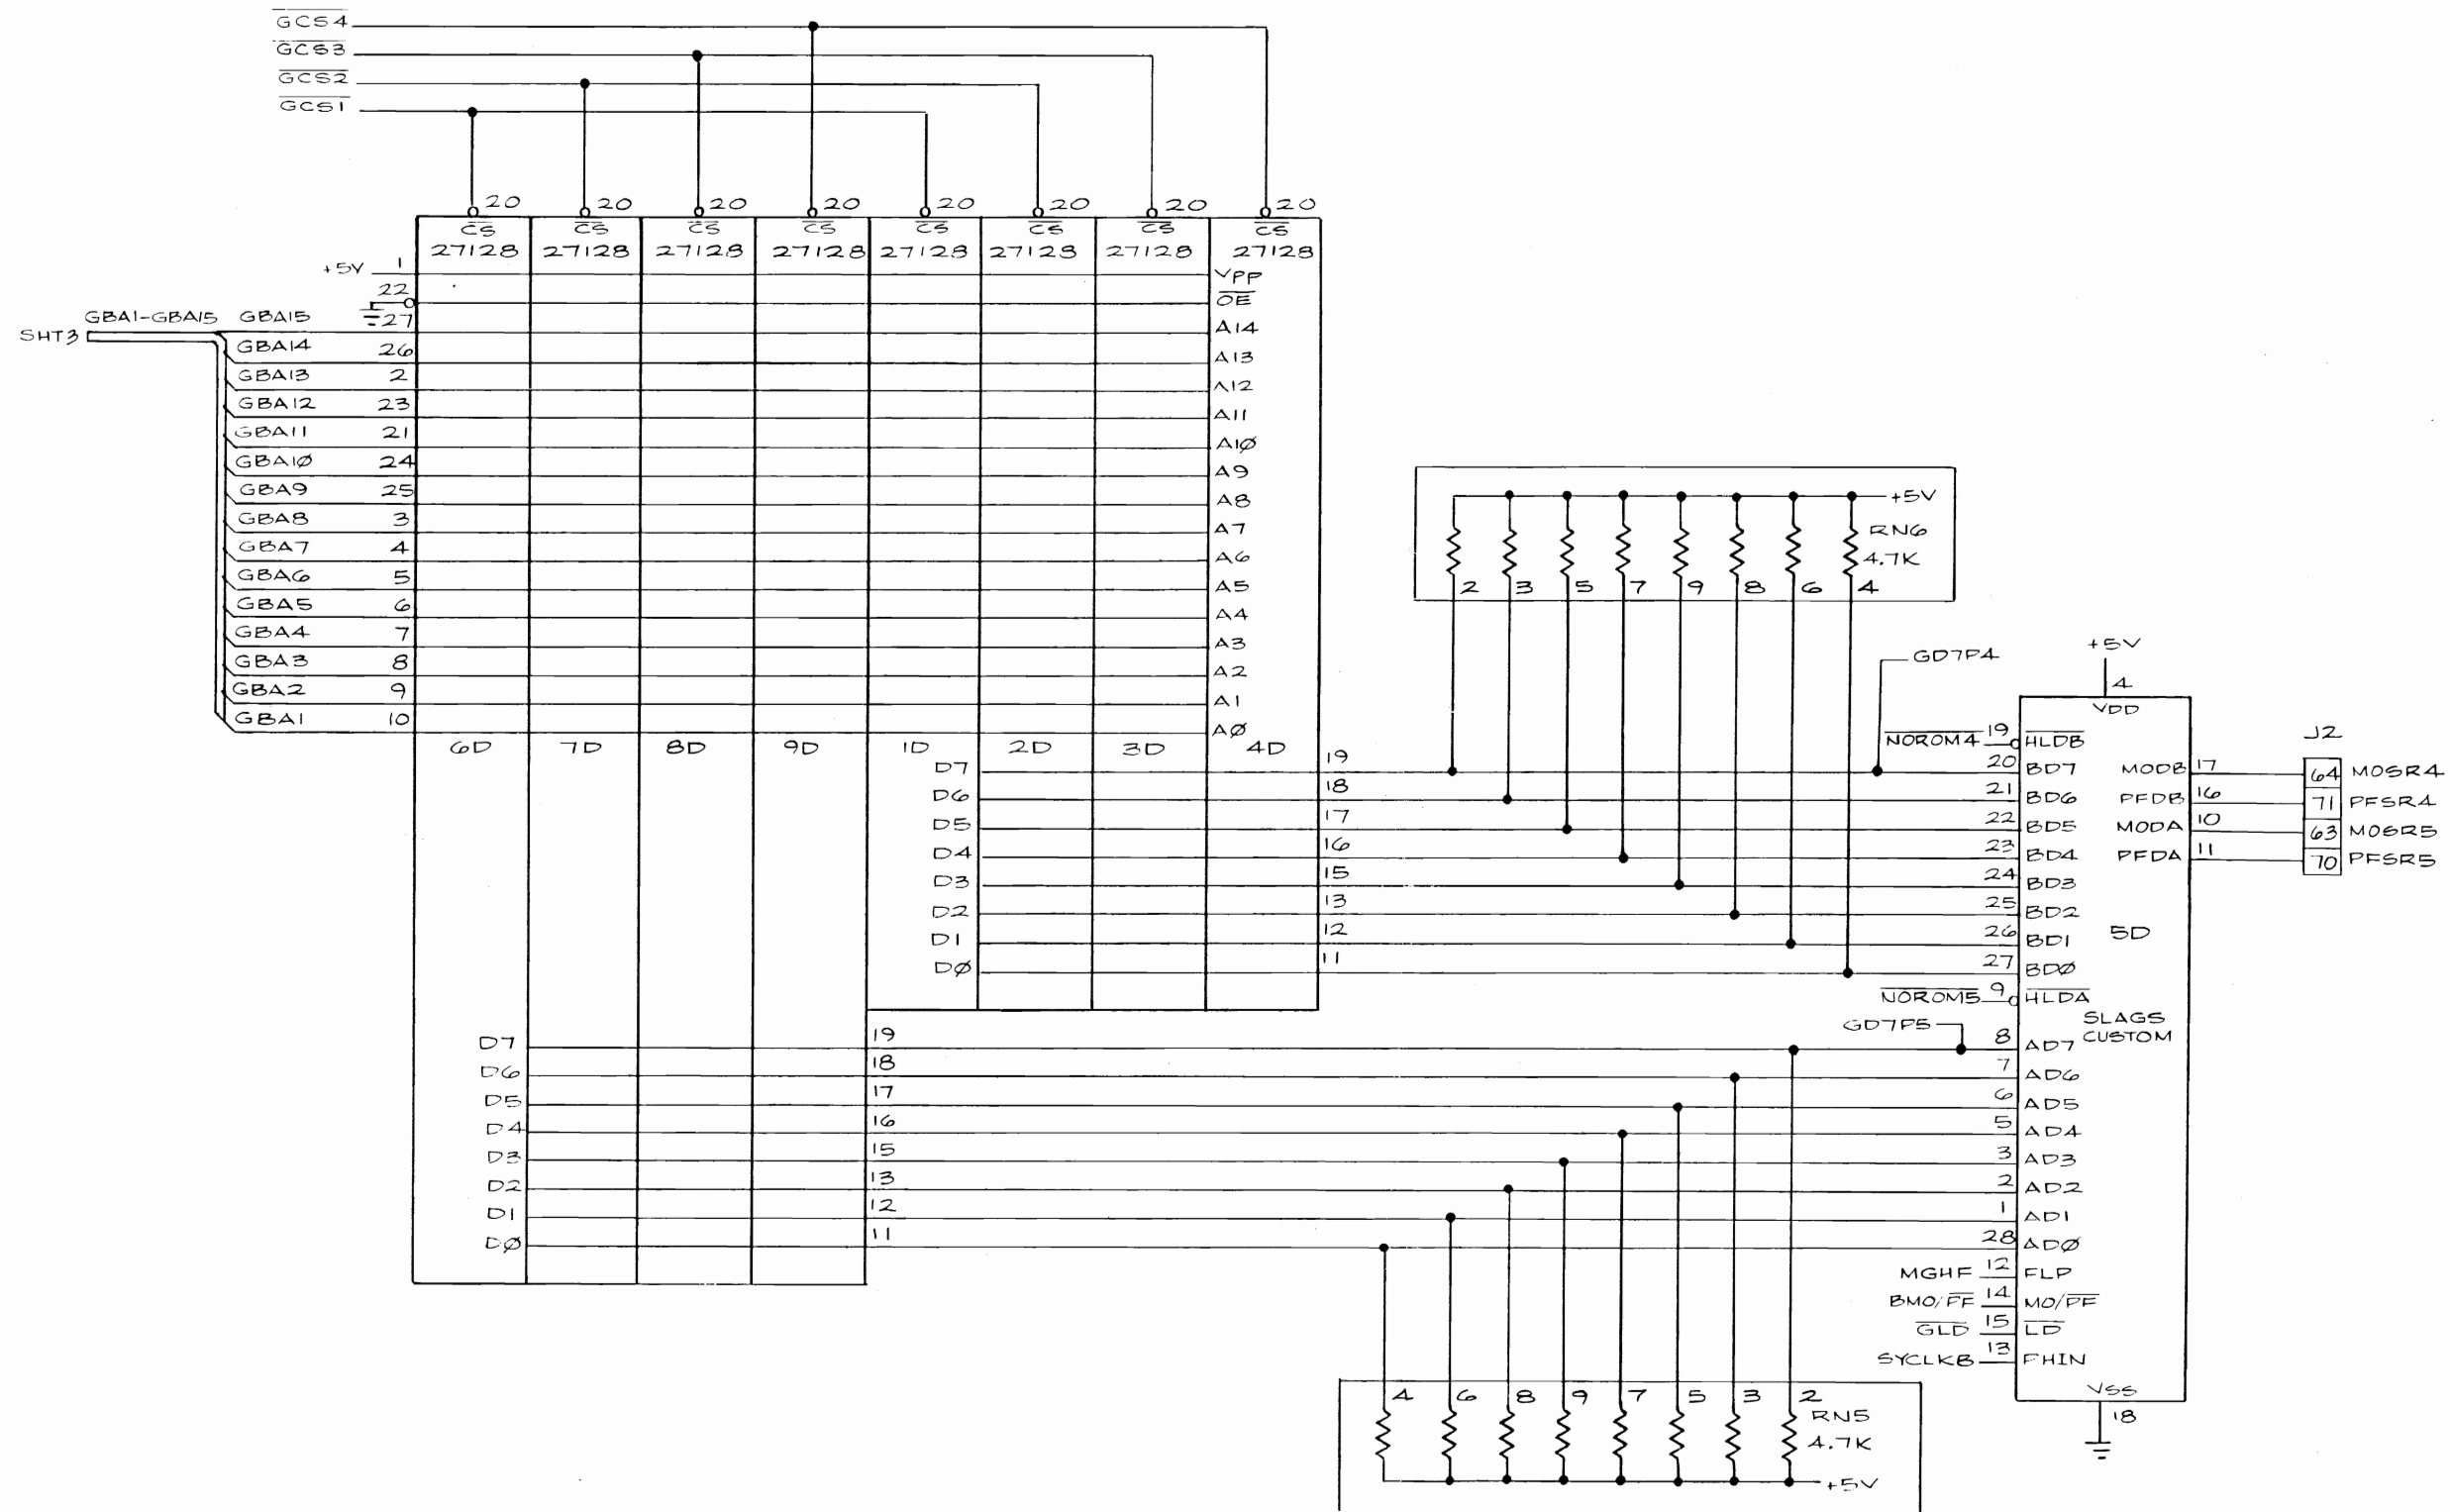 GCS4
GCS3
GCS2
GCS1
20 20 20 20 20 20 20 20
CS CS CS CS CS CS CS CS
27128 27128 27128 27128 27128 27128 27128 27128
+5V 1 VPP
22 OE
SHT3 GBA1-GBA15 GBA15 27 A14
GBA14 26 A13
GBA13 2 A12
GBA12 23 A11
GBA11 21 A1Ø
GBA1Ø 24 A9
GBA9 25 A8
GBA8 3 A7
GBA7 4 A6
GBA6 5 A5
GBA5 6 A4
GBA4 7 A3
GBA3 8 A2
GBA2 9 A1
GBA1 10 AØ
6D 7D 8D 9D 1D 2D 3D 4D
+5V
RN6
4.7K
2 3 5 7 9 8 6 4
GD7P4
+5V
4
VDD
NOROM4 19 HLDB
D7 19 20 BD7 MODB 17
D6 18 21 BD6 PFDB 16
D5 17 22 BD5 MODA 10
D4 16 23 BD4 PFDA 11
D3 15 24 BD3
D2 13 25 BD2
D1 12 26 BD1
DØ 11 27 BDØ
J2
64 MOSR4
71 PFSR4
63 MOSR5
70 PFSR5
5D
NOROM5 9 HLDA
SLAGS
CUSTOM
GD7P5
D7 19 8 AD7
D6 18 7 AD6
D5 17 6 AD5
D4 16 5 AD4
D3 15 3 AD3
D2 13 2 AD2
D1 12 1 AD1
DØ 11 28 ADØ
MGHF 12 FLP
BMO/PF 14 MO/PF
GLD 15 LD
SYCLKB 13 FHIN
VSS
18
4 6 8 9 7 5 3 2
RN5
4.7K
+5V